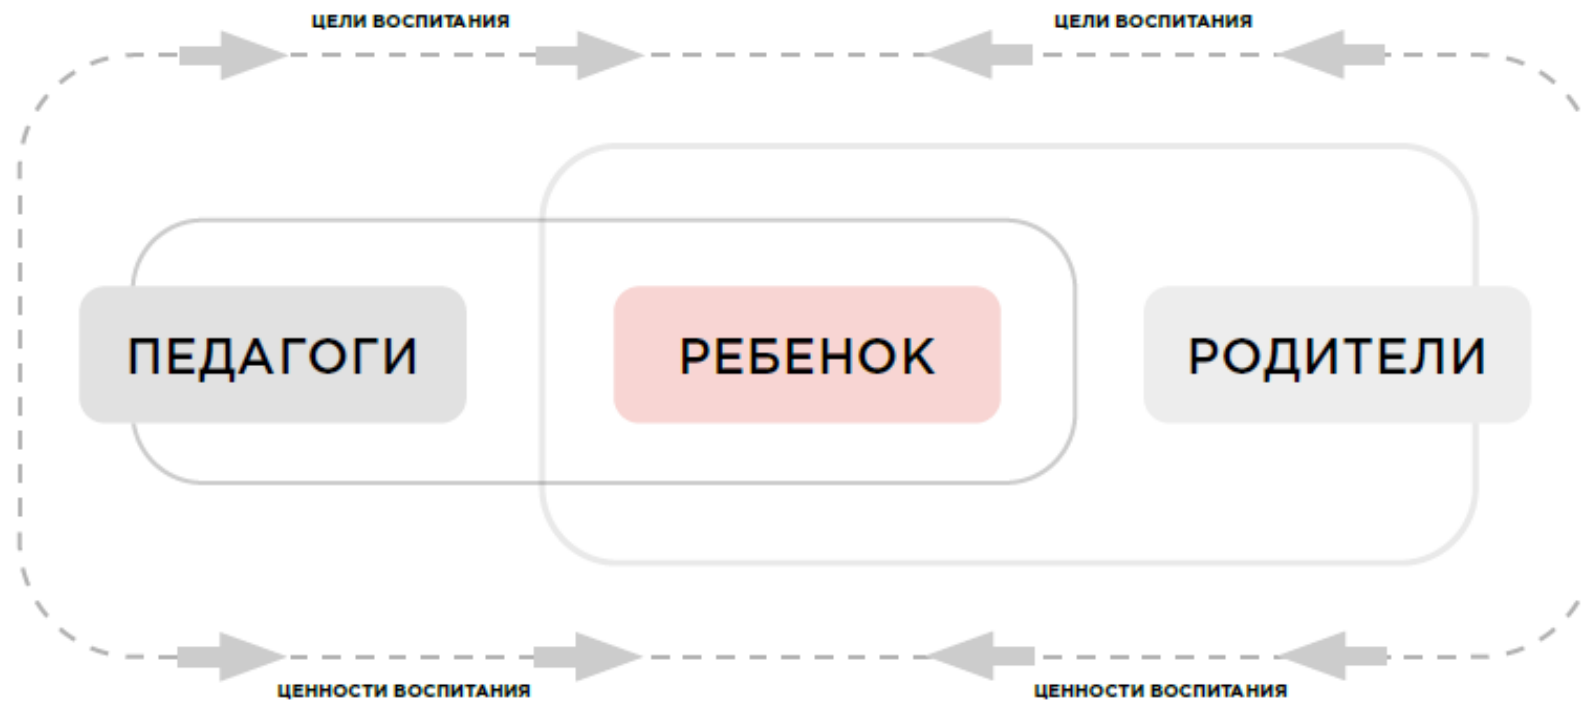 ЦЕЛИ ВОСПИТАНИЯ
ЦЕЛИ ВОСПИТАНИЯ
ПЕДАГОГИ
РЕБЕНОК
РОДИТЕЛИ
ЦЕННОСТИ ВОСПИТАНИЯ
ЦЕННОСТИ ВОСПИТАНИЯ